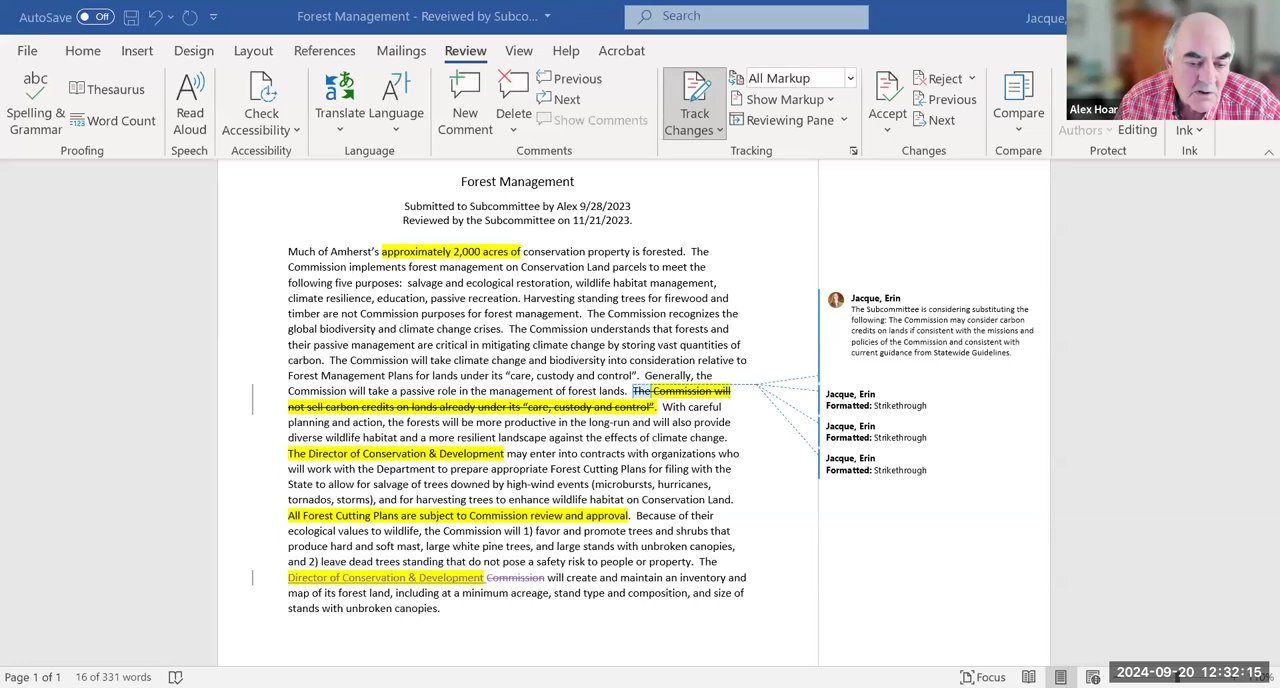 AutoSave Off Forest Management - Reveiwed by Subco... Search Jacque,
File Home Insert Design Layout References Mailings Review View Help Acrobat
abc Spelling & Grammar
Thesaurus
Word Count
Proofing
Read Aloud
Speech
Check Accessibility
Accessibility
Translate Language
Language
New Comment
Delete
Previous
Next
Show Comments
Comments
Track Changes
All Markup
Show Markup
Reviewing Pane
Tracking
Accept
Reject
Previous
Next
Changes
Compare
Compare
Authors Editing
Protect
Ink
Ink
Alex Hoar
Forest Management
Submitted to Subcommittee by Alex 9/28/2023
Reviewed by the Subcommittee on 11/21/2023.
Much of Amherst's approximately 2,000 acres of conservation property is forested. The
Commission implements forest management on Conservation Land parcels to meet the
following five purposes: salvage and ecological restoration, wildlife habitat management,
climate resilience, education, passive recreation. Harvesting standing trees for firewood and
timber are not Commission purposes for forest management. The Commission recognizes the
global biodiversity and climate change crises. The Commission understands that forests and
their passive management are critical in mitigating climate change by storing vast quantities of
carbon. The Commission will take climate change and biodiversity into consideration relative to
Forest Management Plans for lands under its "care, custody and control". Generally, the
Commission will take a passive role in the management of forest lands. The Commission will
not sell carbon credits on lands already under its "care, custody and control". With careful
planning and action, the forests will be more productive in the long-run and will also provide
diverse wildlife habitat and a more resilient landscape against the effects of climate change.
The Director of Conservation & Development may enter into contracts with organizations who
will work with the Department to prepare appropriate Forest Cutting Plans for filing with the
State to allow for salvage of trees downed by high-wind events (microbursts, hurricanes,
tornados, storms), and for harvesting trees to enhance wildlife habitat on Conservation Land.
All Forest Cutting Plans are subject to Commission review and approval. Because of their
ecological values to wildlife, the Commission will 1) favor and promote trees and shrubs that
produce hard and soft mast, large white pine trees, and large stands with unbroken canopies,
and 2) leave dead trees standing that do not pose a safety risk to people or property. The
Director of Conservation & Development Commission will create and maintain an inventory and
map of its forest land, including at a minimum acreage, stand type and composition, and size of
stands with unbroken canopies.
Jacque, Erin
The Subcommittee is considering substituting the
following: The Commission may consider carbon
credits on lands if consistent with the missions and
policies of the Commission and consistent with
current guidance from Statewide Guidelines.
Jacque, Erin
Formatted: Strikethrough
Jacque, Erin
Formatted: Strikethrough
Jacque, Erin
Formatted: Strikethrough
Page 1 of 1 16 of 331 words Focus
2024-09-20 12:32:15